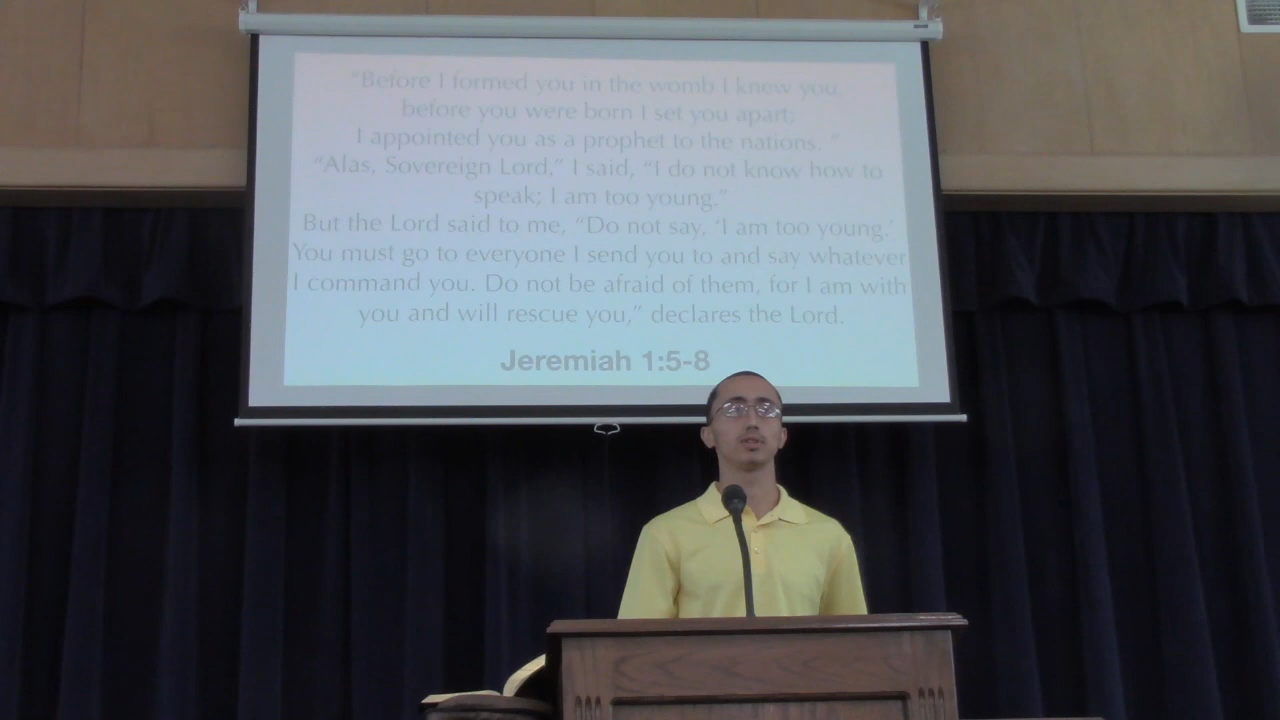 “Before I formed you in the womb I knew you,
before you were born I set you apart;
I appointed you as a prophet to the nations. ”
“Alas, Sovereign Lord,” I said, “I do not know how to
speak; I am too young.”
But the Lord said to me, “Do not say, ‘I am too young.’
You must go to everyone I send you to and say whatever
I command you. Do not be afraid of them, for I am with
you and will rescue you,” declares the Lord.
Jeremiah 1:5-8